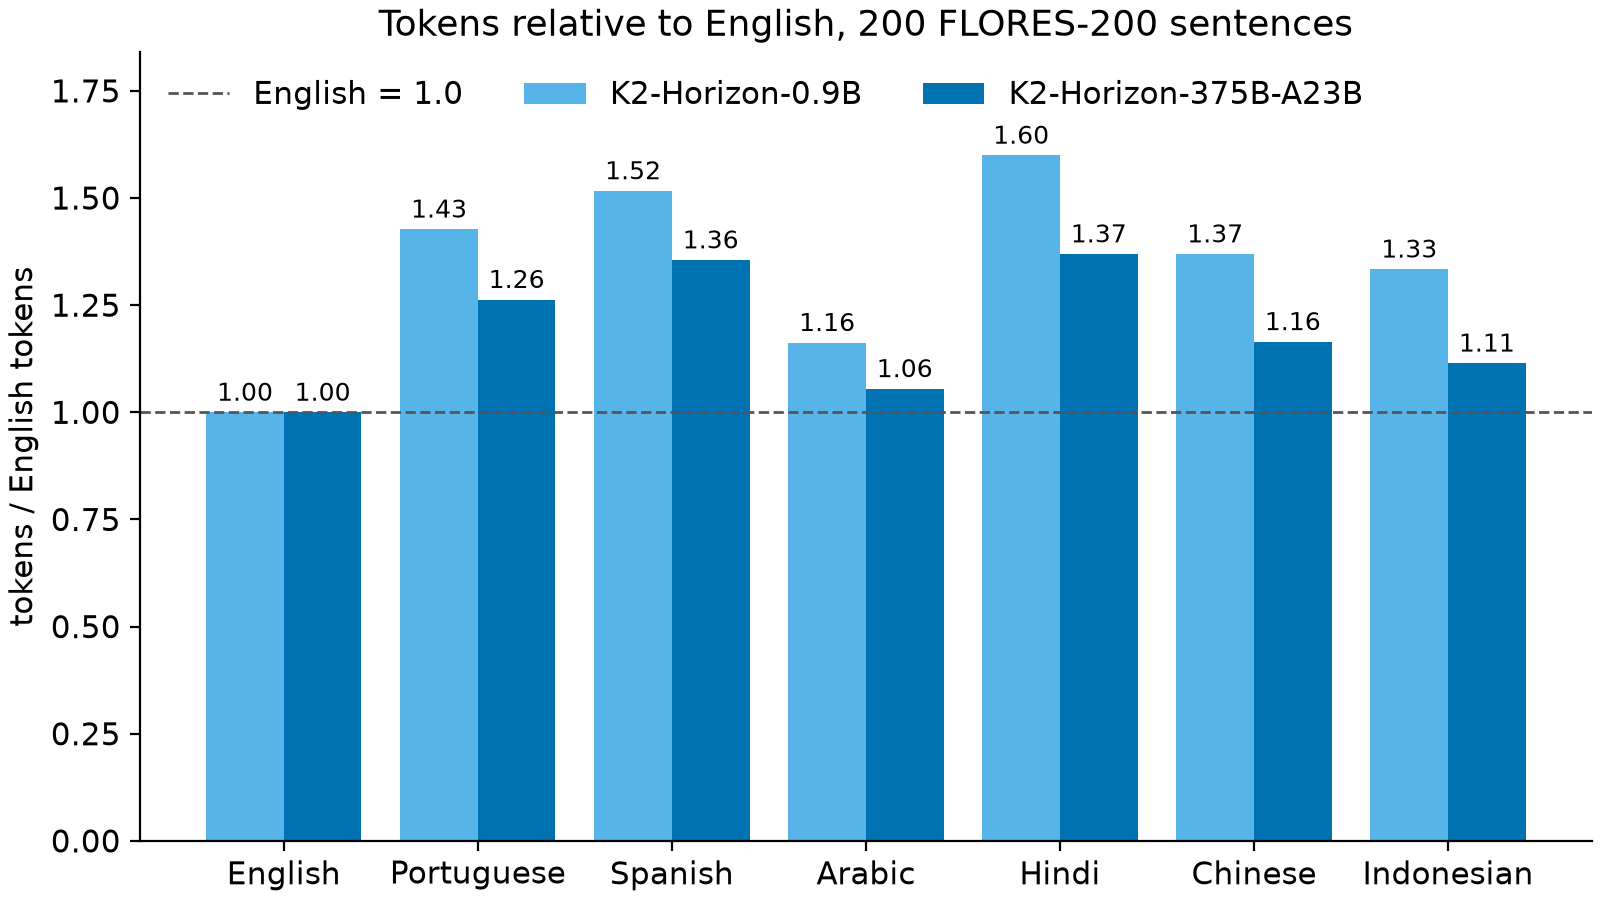 Tokens relative to English, 200 FLORES-200 sentences
English = 1.0
K2-Horizon-0.9B
K2-Horizon-375B-A23B
tokens / English tokens
1.75
1.50
1.25
1.00
0.75
0.50
0.25
0.00
1.00 1.00
1.43 1.26
1.52 1.36
1.16 1.06
1.60 1.37
1.37 1.16
1.33 1.11
English Portuguese Spanish Arabic Hindi Chinese Indonesian